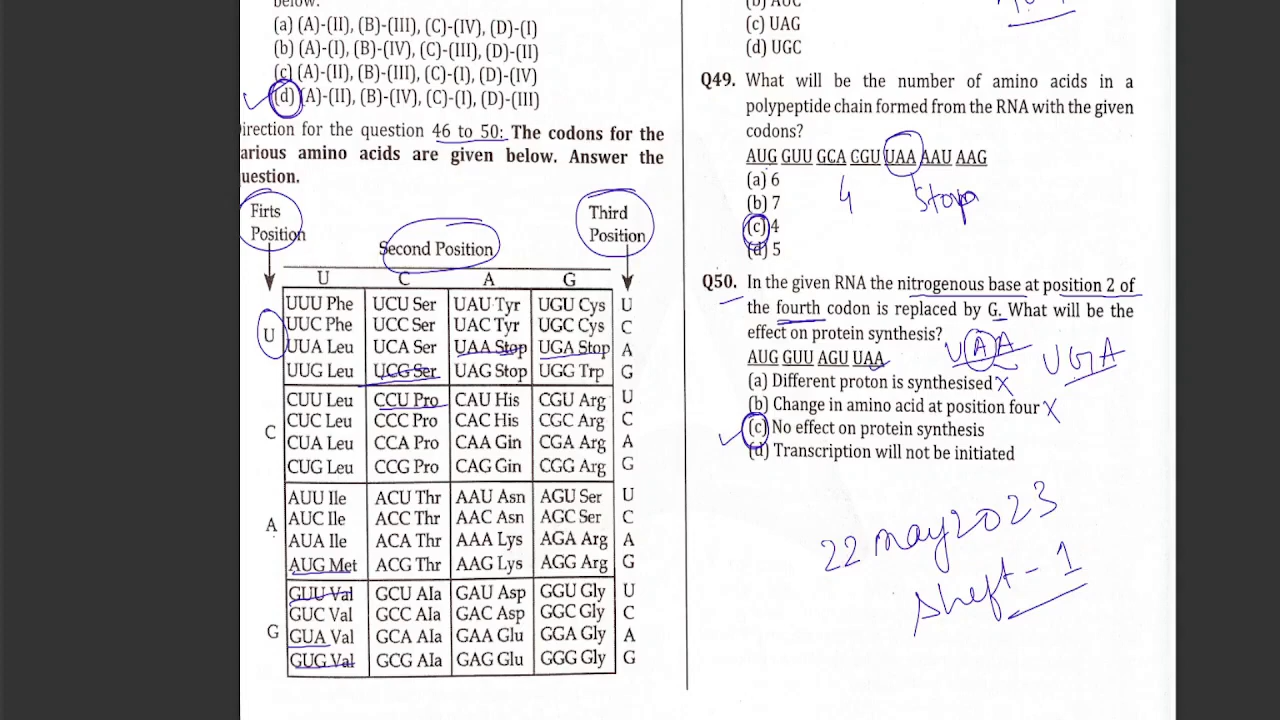 below:
(a) (A)-(II), (B)-(III), (C)-(IV), (D)-(I)
(b) (A)-(I), (B)-(IV), (C)-(III), (D)-(II)
(c) (A)-(II), (B)-(III), (C)-(I), (D)-(IV)
(d) (A)-(II), (B)-(IV), (C)-(I), (D)-(III)
irection for the question 46 to 50: The codons for the
arious amino acids are given below. Answer the
uestion.
Firts
Position
Second Position
Third
Position
U C A G
UUU Phe UCU Ser UAU Tyr UGU Cys U
UUC Phe UCC Ser UAC Tyr UGC Cys C
U
UUA Leu UCA Ser UAA Stop UGA Stop A
UUG Leu UCG Ser UAG Stop UGG Trp G
CUU Leu CCU Pro CAU His CGU Arg U
CUC Leu CCC Pro CAC His CGC Arg C
C
CUA Leu CCA Pro CAA Gin CGA Arg A
CUG Leu CCG Pro CAG Gin CGG Arg G
AUU Ile ACU Thr AAU Asn AGU Ser U
AUC Ile ACC Thr AAC Asn AGC Ser C
A
AUA Ile ACA Thr AAA Lys AGA Arg A
AUG Met ACG Thr AAG Lys AGG Arg G
GUU Val GCU Ala GAU Asp GGU Gly U
GUC Val GCC Ala GAC Asp GGC Gly C
G
GUA Val GCA Ala GAA Glu GGA Gly A
GUG Val GCG Ala GAG Glu GGG Gly G
(b) AUC
(c) UAG
(d) UGC
Q49. What will be the number of amino acids in a
polypeptide chain formed from the RNA with the given
codons?
AUG GUU GCA CGU UAA AAU AAG
(a) 6
(b) 7
(c) 4
(d) 5
4 Stop
Q50. In the given RNA the nitrogenous base at position 2 of
the fourth codon is replaced by G. What will be the
effect on protein synthesis?
UAA UGA
AUG GUU AGU UAA
(a) Different proton is synthesised X
(b) Change in amino acid at position four X
(c) No effect on protein synthesis
(d) Transcription will not be initiated
22 may 2023
shift - 1